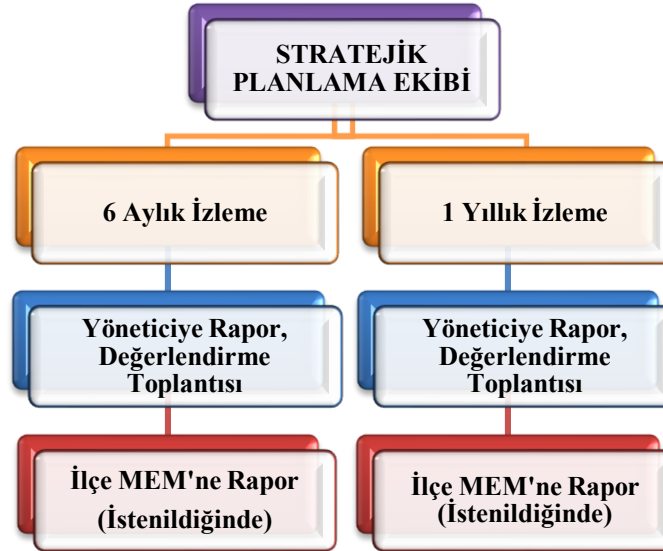 STRATEJİK
PLANLAMA EKİBİ
6 Aylık İzleme
1 Yıllık İzleme
Yöneticiye Rapor,
Değerlendirme
Toplantısı
Yöneticiye Rapor,
Değerlendirme
Toplantısı
İlçe MEM'ne Rapor
(İstenildiğinde)
İlçe MEM'ne Rapor
(İstenildiğinde)